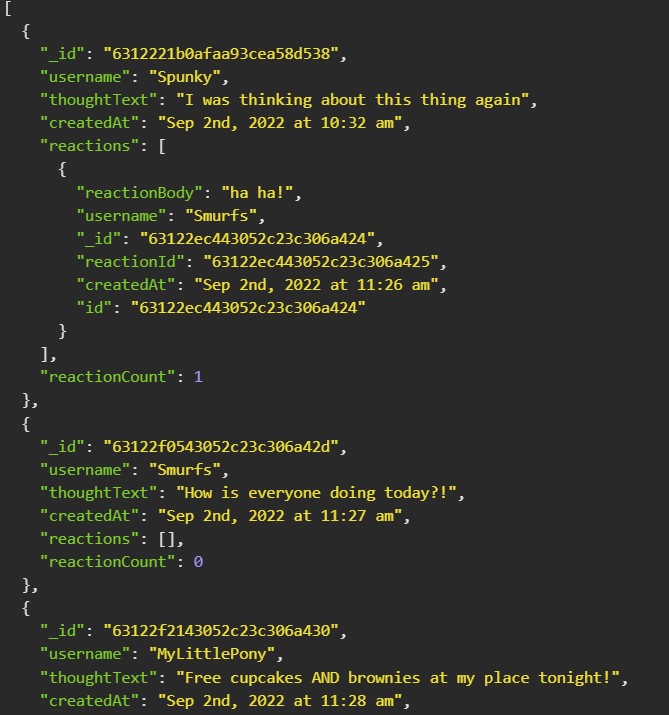 [
  {
    "_id": "6312221b0afaa93cea58d538",
    "username": "Spunky",
    "thoughtText": "I was thinking about this thing again",
    "createdAt": "Sep 2nd, 2022 at 10:32 am",
    "reactions": [
      {
        "reactionBody": "ha ha!",
        "username": "Smurfs",
        "_id": "63122ec443052c23c306a424",
        "reactionId": "63122ec443052c23c306a425",
        "createdAt": "Sep 2nd, 2022 at 11:26 am",
        "id": "63122ec443052c23c306a424"
      }
    ],
    "reactionCount": 1
  },
  {
    "_id": "63122f0543052c23c306a42d",
    "username": "Smurfs",
    "thoughtText": "How is everyone doing today?!",
    "createdAt": "Sep 2nd, 2022 at 11:27 am",
    "reactions": [],
    "reactionCount": 0
  },
  {
    "_id": "63122f2143052c23c306a430",
    "username": "MyLittlePony",
    "thoughtText": "Free cupcakes AND brownies at my place tonight!",
    "createdAt": "Sep 2nd, 2022 at 11:28 am",